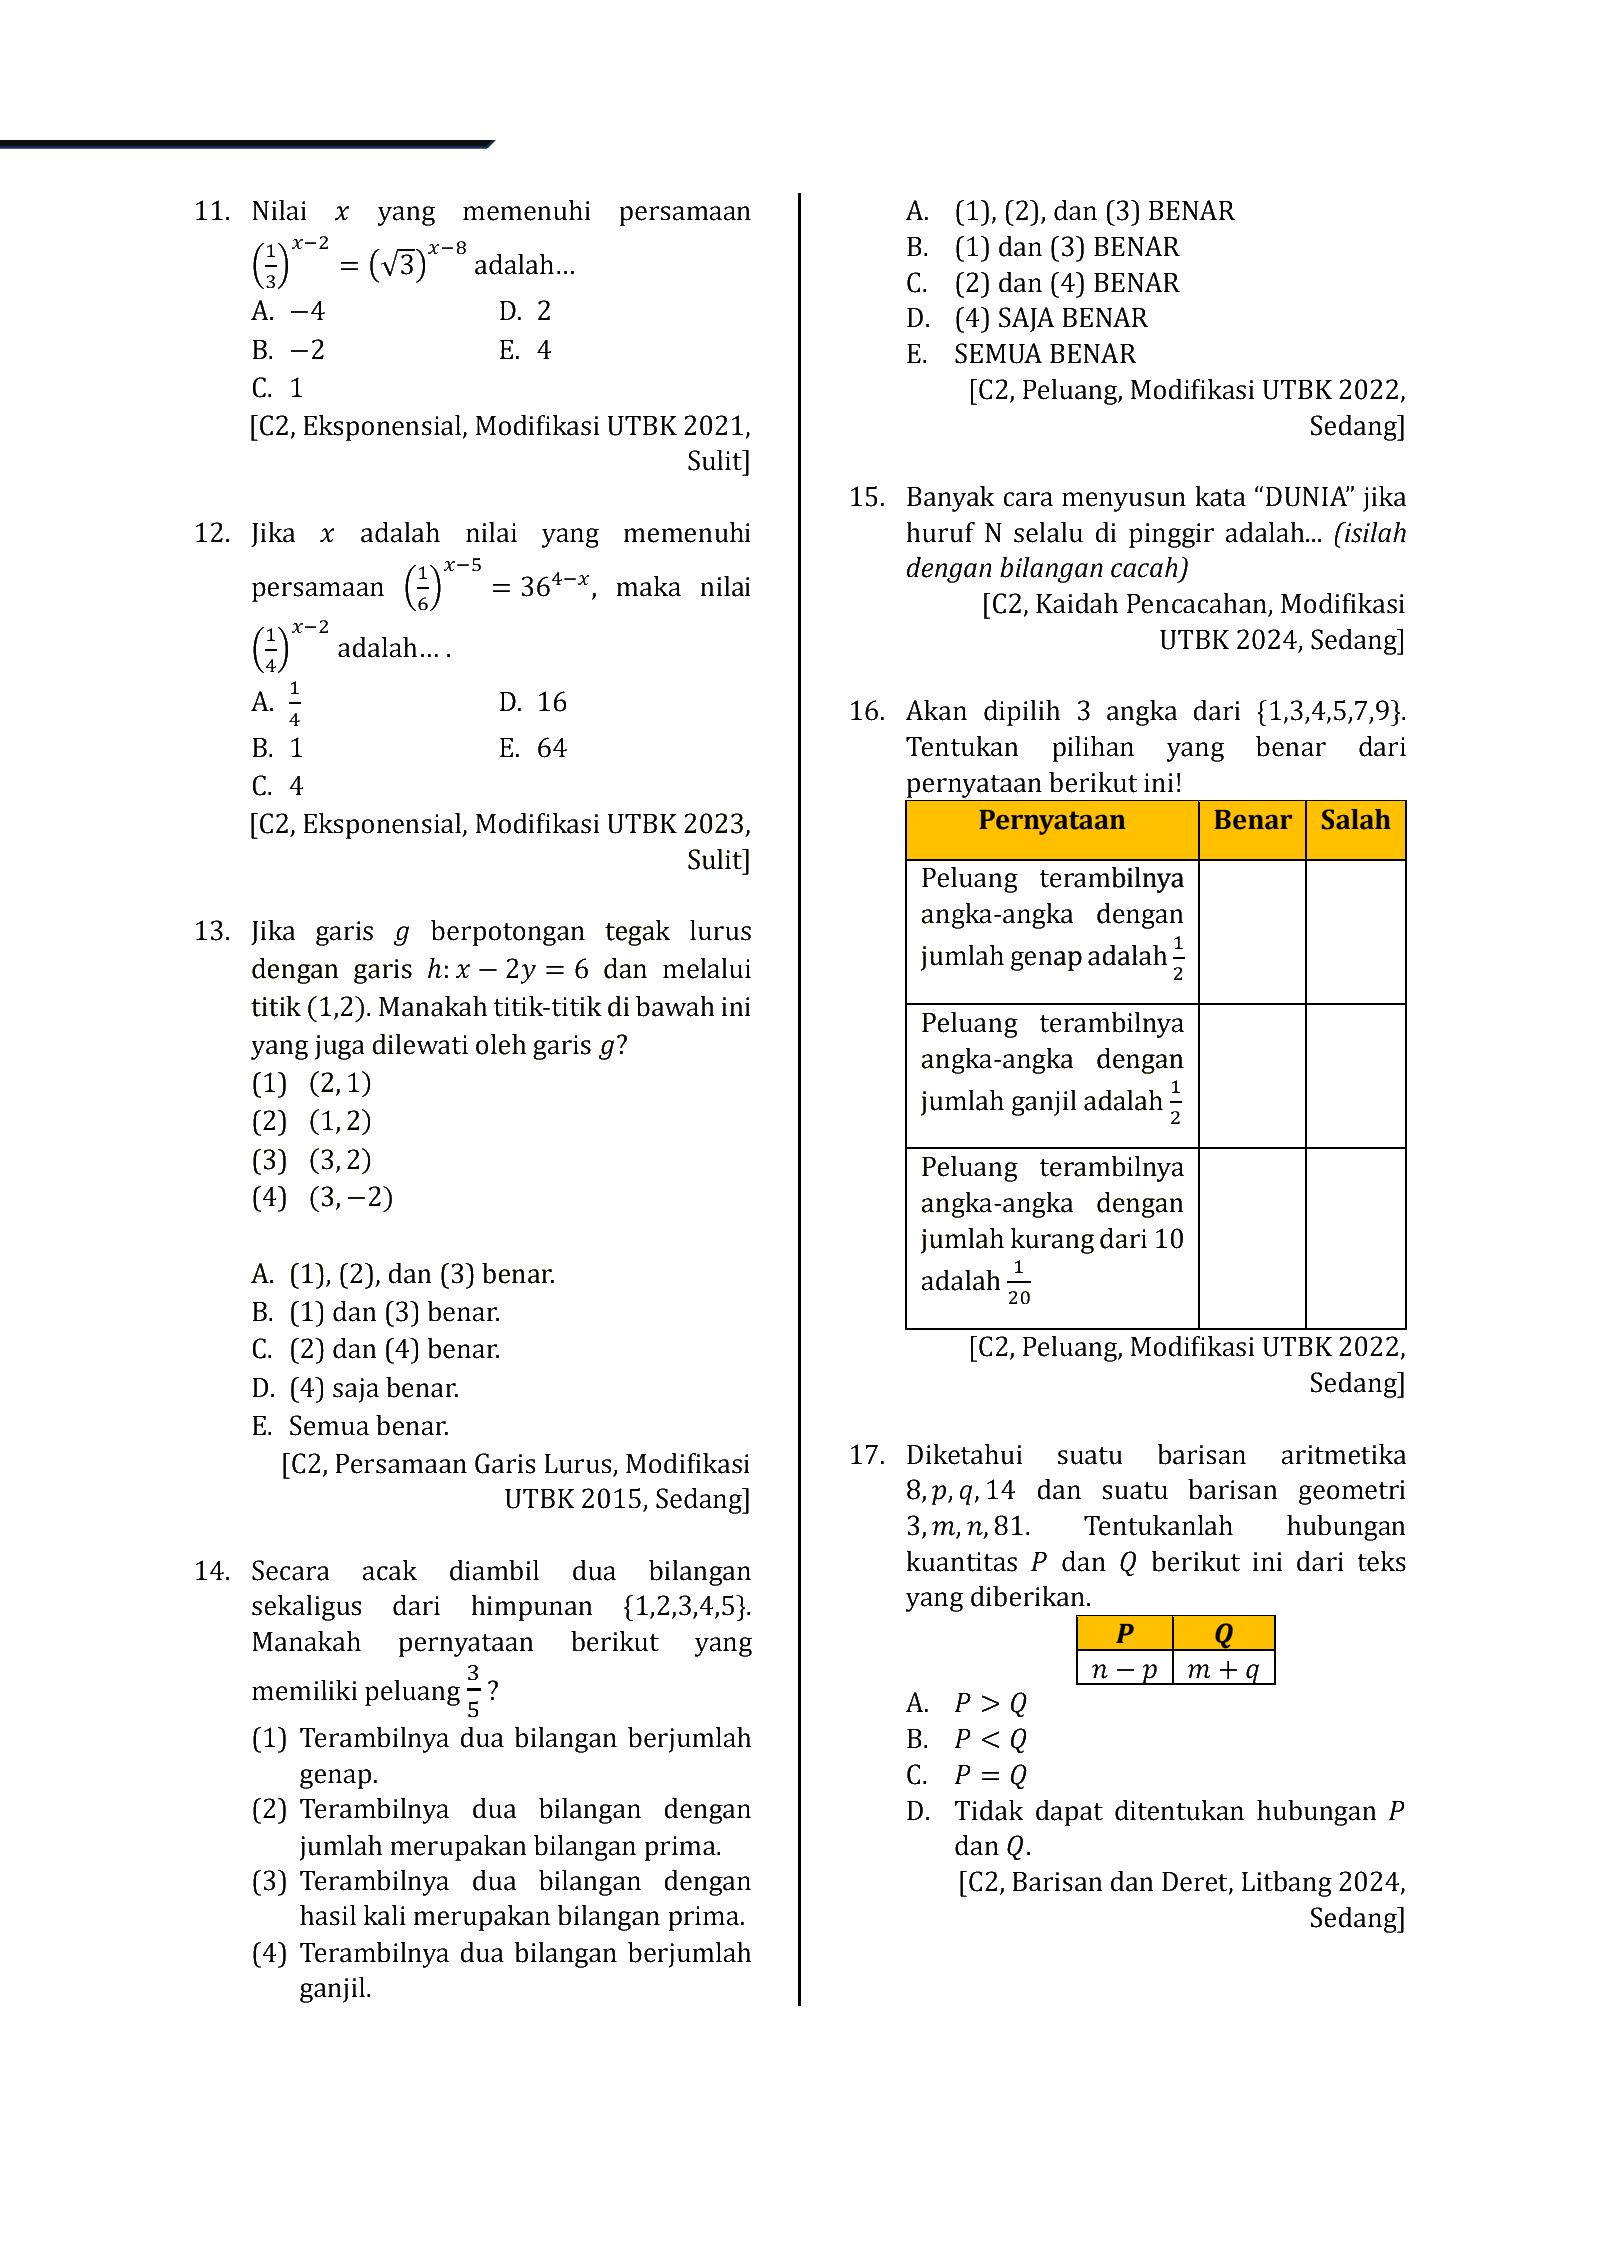 11. Nilai x yang memenuhi persamaan
(1/3)^(x−2) = (√3)^(x−8) adalah...
A. −4 D. 2
B. −2 E. 4
C. 1
[C2, Eksponensial, Modifikasi UTBK 2021,
Sulit]
12. Jika x adalah nilai yang memenuhi
persamaan (1/6)^(x−5) = 36^(4−x), maka nilai
(1/4)^(x−2) adalah... .
A. 1/4 D. 16
B. 1 E. 64
C. 4
[C2, Eksponensial, Modifikasi UTBK 2023,
Sulit]
13. Jika garis g berpotongan tegak lurus
dengan garis h: x − 2y = 6 dan melalui
titik (1,2). Manakah titik-titik di bawah ini
yang juga dilewati oleh garis g?
(1) (2, 1)
(2) (1, 2)
(3) (3, 2)
(4) (3, −2)
A. (1), (2), dan (3) benar.
B. (1) dan (3) benar.
C. (2) dan (4) benar.
D. (4) saja benar.
E. Semua benar.
[C2, Persamaan Garis Lurus, Modifikasi
UTBK 2015, Sedang]
14. Secara acak diambil dua bilangan
sekaligus dari himpunan {1,2,3,4,5}.
Manakah pernyataan berikut yang
memiliki peluang 3/5 ?
(1) Terambilnya dua bilangan berjumlah
genap.
(2) Terambilnya dua bilangan dengan
jumlah merupakan bilangan prima.
(3) Terambilnya dua bilangan dengan
hasil kali merupakan bilangan prima.
(4) Terambilnya dua bilangan berjumlah
ganjil.
A. (1), (2), dan (3) BENAR
B. (1) dan (3) BENAR
C. (2) dan (4) BENAR
D. (4) SAJA BENAR
E. SEMUA BENAR
[C2, Peluang, Modifikasi UTBK 2022,
Sedang]
15. Banyak cara menyusun kata “DUNIA” jika
huruf N selalu di pinggir adalah... (isilah
dengan bilangan cacah)
[C2, Kaidah Pencacahan, Modifikasi
UTBK 2024, Sedang]
16. Akan dipilih 3 angka dari {1,3,4,5,7,9}.
Tentukan pilihan yang benar dari
pernyataan berikut ini!
Pernyataan Benar Salah
Peluang terambilnya
angka-angka dengan
jumlah genap adalah 1/2
Peluang terambilnya
angka-angka dengan
jumlah ganjil adalah 1/2
Peluang terambilnya
angka-angka dengan
jumlah kurang dari 10
adalah 1/20
[C2, Peluang, Modifikasi UTBK 2022,
Sedang]
17. Diketahui suatu barisan aritmetika
8, p, q, 14 dan suatu barisan geometri
3, m, n, 81. Tentukanlah hubungan
kuantitas P dan Q berikut ini dari teks
yang diberikan.
P Q
n − p m + q
A. P > Q
B. P < Q
C. P = Q
D. Tidak dapat ditentukan hubungan P
dan Q.
[C2, Barisan dan Deret, Litbang 2024,
Sedang]